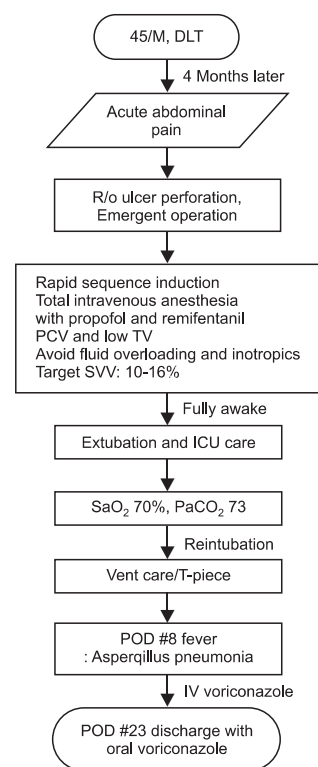 45/M, DLT
4 Months later
Acute abdominal
pain
R/o ulcer perforation,
Emergent operation
Rapid sequence induction
Total intravenous anesthesia
with propofol and remifentanil
PCV and low TV
Avoid fluid overloading and inotropics
Target SVV: 10-16%
Fully awake
Extubation and ICU care
SaO₂ 70%, PaCO₂ 73
Reintubation
Vent care/T-piece
POD #8 fever
: Asperqillus pneumonia
IV voriconazole
POD #23 discharge with
oral voriconazole